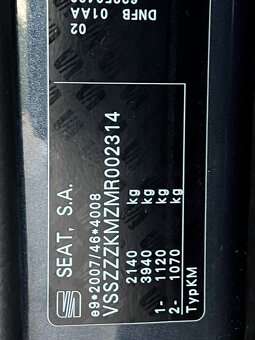 SEAT, S.A.
e9*2007/46*4008
VSSZZZKMZMR002314
2140 kg
3940 kg
1- 1120 kg
2- 1070 kg
TypKM
02
DNFB 01AA